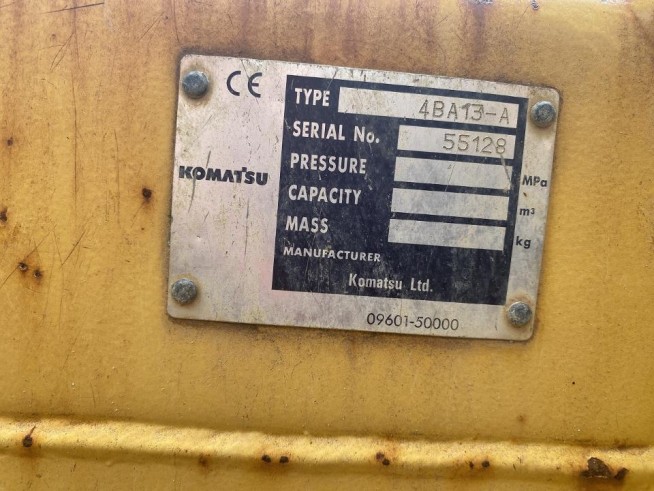 CE
TYPE 4BA13-A
SERIAL No. 55128
KOMATSU
PRESSURE MPa
CAPACITY m³
MASS kg
MANUFACTURER
Komatsu Ltd.
09601-50000